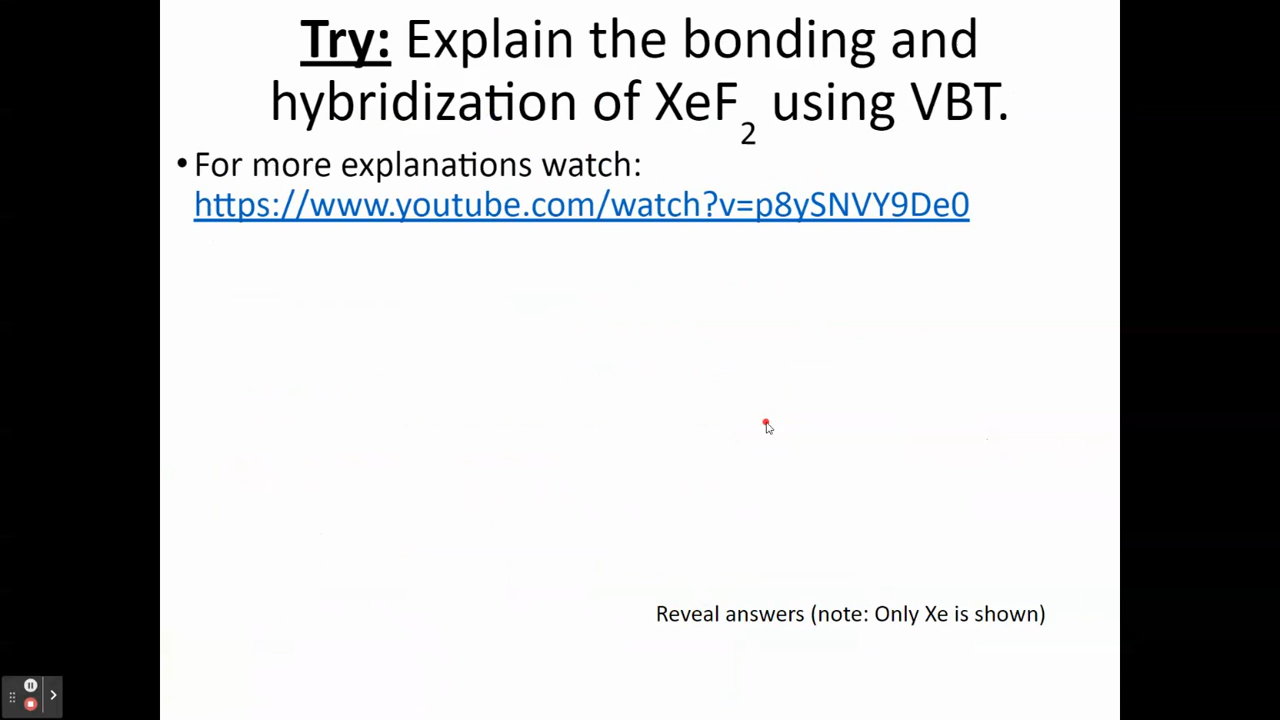 Try: Explain the bonding and
hybridization of XeF₂ using VBT.
• For more explanations watch:
https://www.youtube.com/watch?v=p8ySNVY9De0
Reveal answers (note: Only Xe is shown)